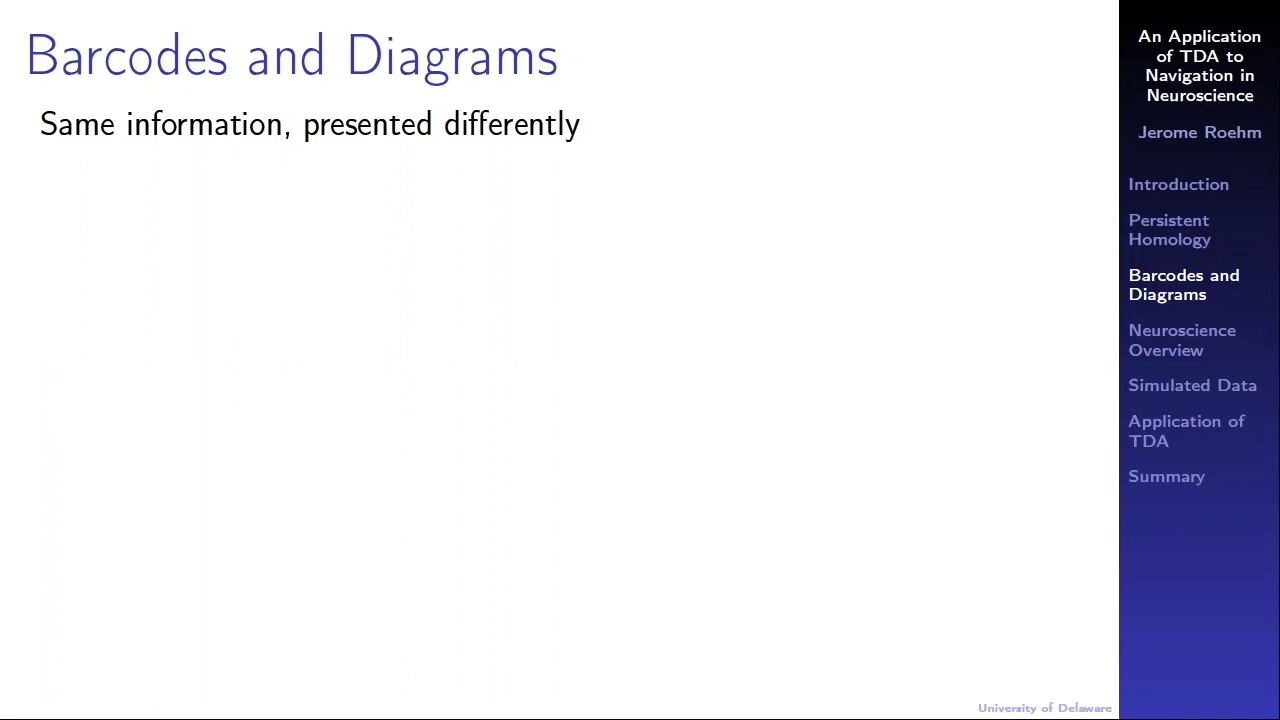 Barcodes and Diagrams
Same information, presented differently
University of Delaware
An Application
of TDA to
Navigation in
Neuroscience
Jerome Roehm
Introduction
Persistent
Homology
Barcodes and
Diagrams
Neuroscience
Overview
Simulated Data
Application of
TDA
Summary